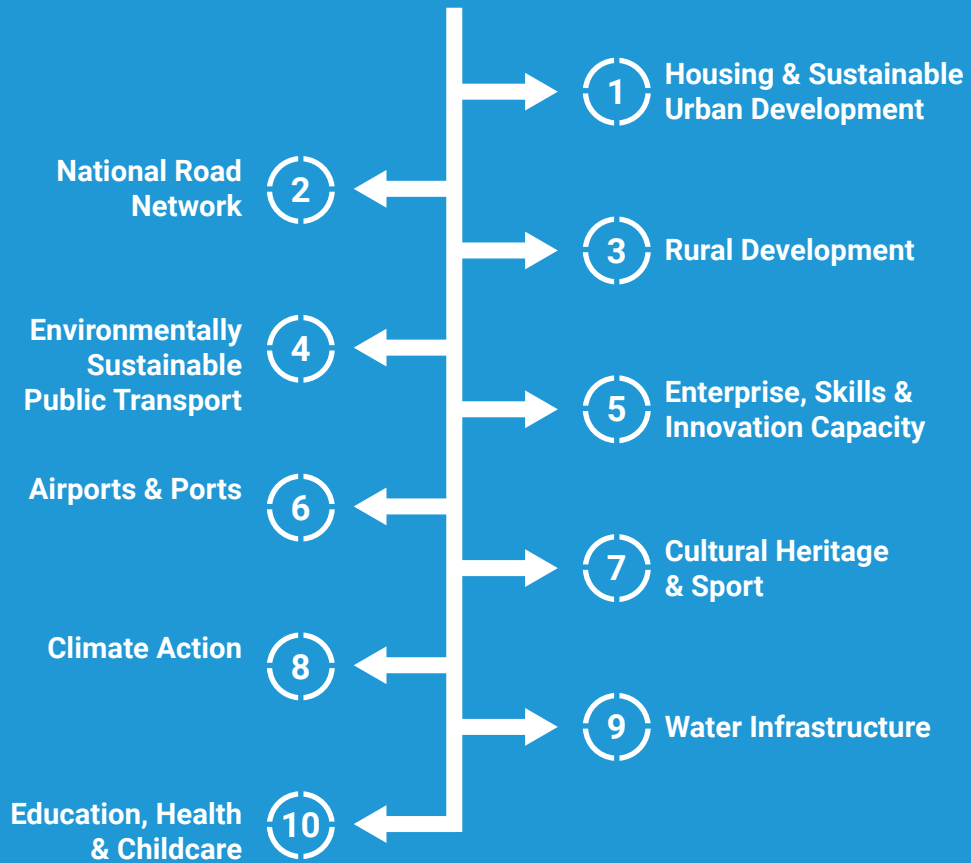 1
Housing & Sustainable
Urban Development
National Road
Network
2
3
Rural Development
Environmentally
Sustainable
Public Transport
4
5
Enterprise, Skills &
Innovation Capacity
Airports & Ports
6
7
Cultural Heritage
& Sport
Climate Action
8
9
Water Infrastructure
Education, Health
& Childcare
10